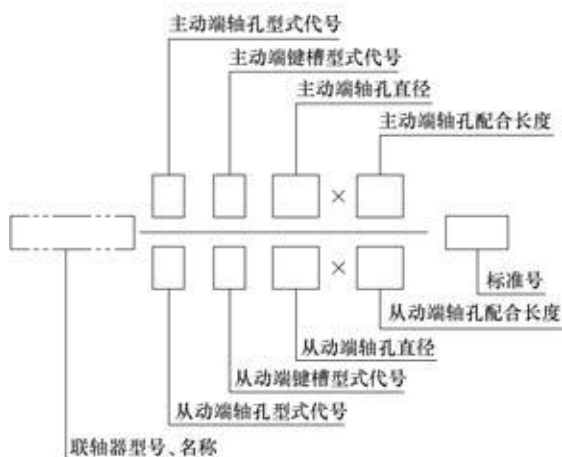 主动端轴孔型式代号
主动端键槽型式代号
主动端轴孔直径
主动端轴孔配合长度
×
×
标准号
从动端轴孔配合长度
从动端轴孔直径
从动端键槽型式代号
从动端轴孔型式代号
联轴器型号、名称